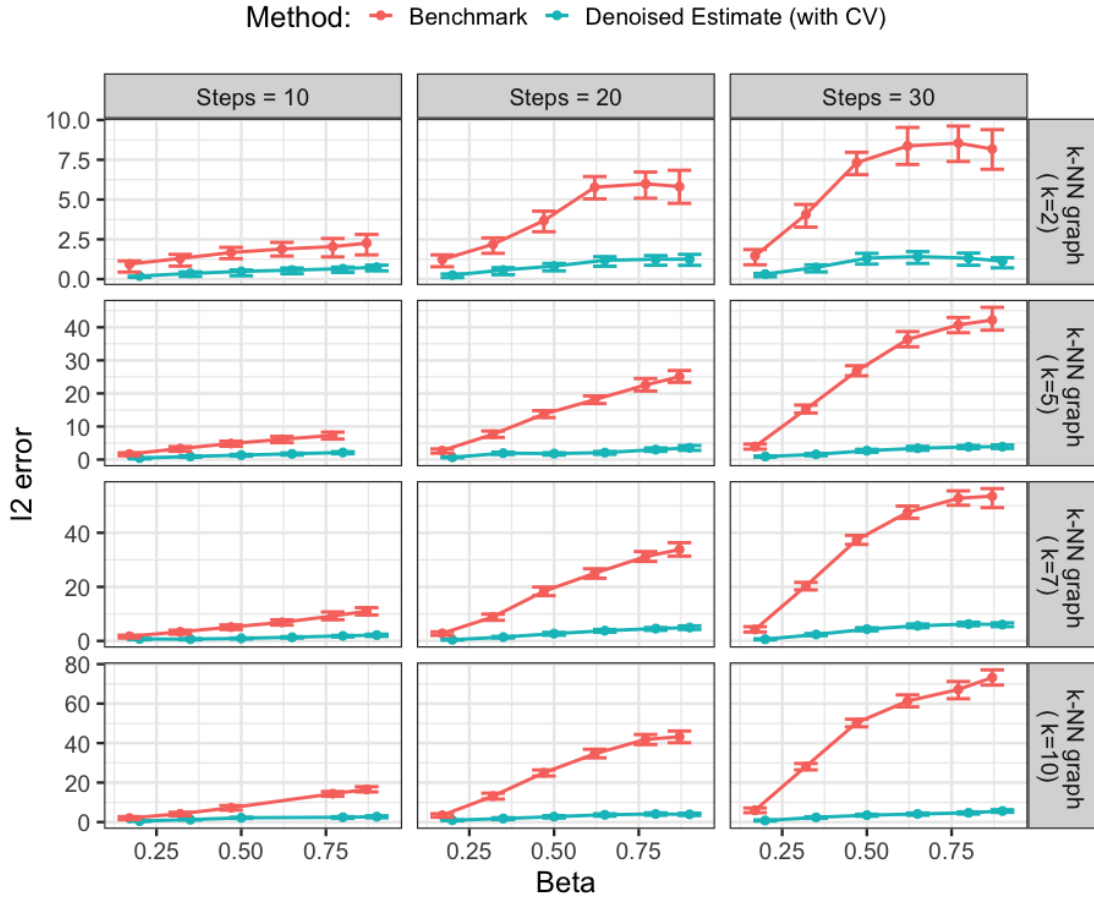 Method: Benchmark Denoised Estimate (with CV)
Steps = 10 Steps = 20 Steps = 30
10.0
7.5
5.0
2.5
0.0
k-NN graph
( k=2)
40
30
20
10
0
k-NN graph
( k=5)
40
20
0
k-NN graph
( k=7)
80
60
40
20
0
k-NN graph
( k=10)
l2 error
0.25 0.50 0.75 0.25 0.50 0.75 0.25 0.50 0.75
Beta